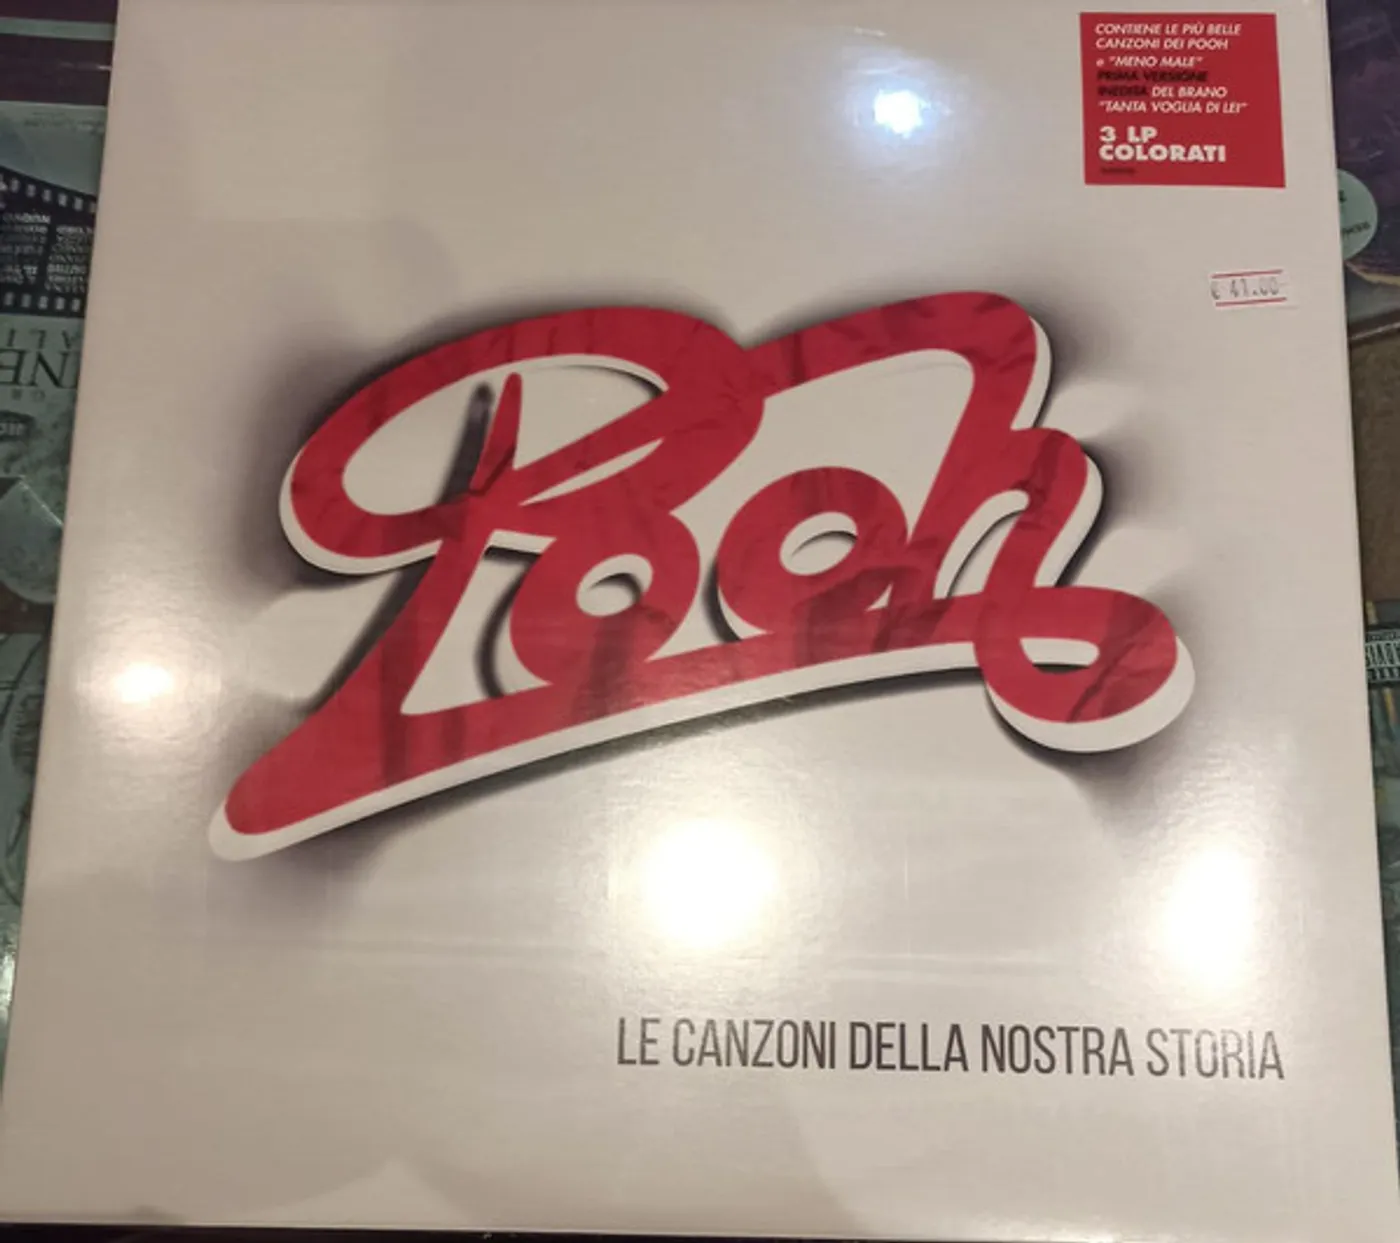 CONTIENE LE PIÙ BELLE
CANZONI DEI POOH
e "MENO MALE"
PRIMA VERSIONE
INEDITA DEL BRANO
"TANTA VOGLIA DI LEI"
3 LP
COLORATI
€ 41.00
Pooh
LE CANZONI DELLA NOSTRA STORIA